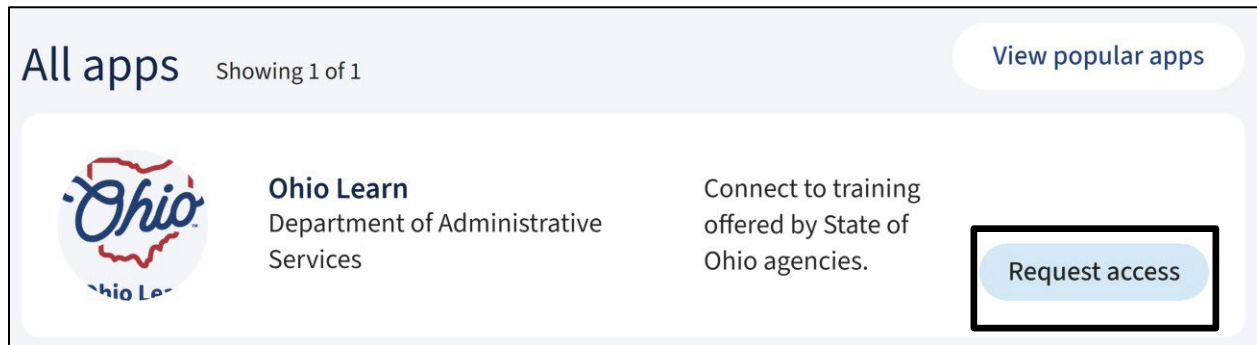 All apps
Showing 1 of 1
View popular apps
Ohio
Ohio Learn
Department of Administrative
Services
Connect to training
offered by State of
Ohio agencies.
Request access